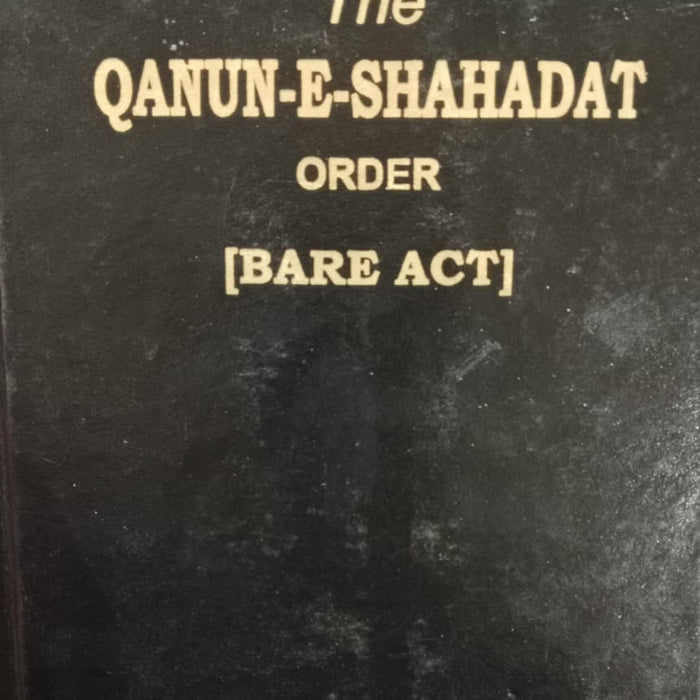 The
QANUN-E-SHAHADAT
ORDER
[BARE ACT]